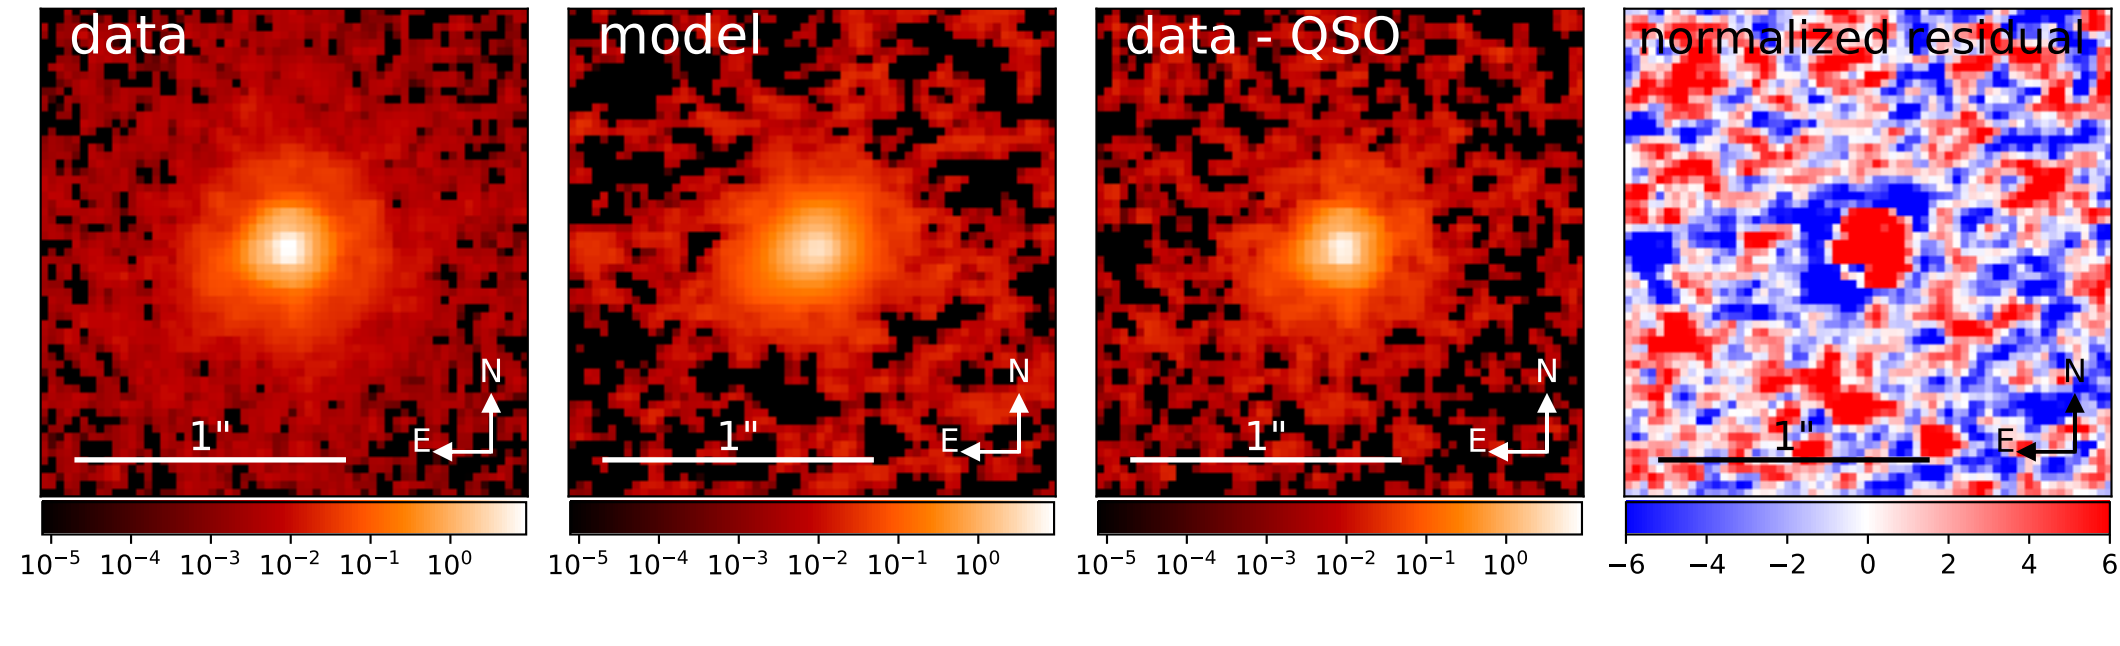 data
model
data - QSO
normalized residual
N
N
N
N
E
E
E
E
1"
1"
1"
1"
10⁻⁵ 10⁻⁴ 10⁻³ 10⁻² 10⁻¹ 10⁰
10⁻⁵ 10⁻⁴ 10⁻³ 10⁻² 10⁻¹ 10⁰
10⁻⁵ 10⁻⁴ 10⁻³ 10⁻² 10⁻¹ 10⁰
−6 −4 −2 0 2 4 6